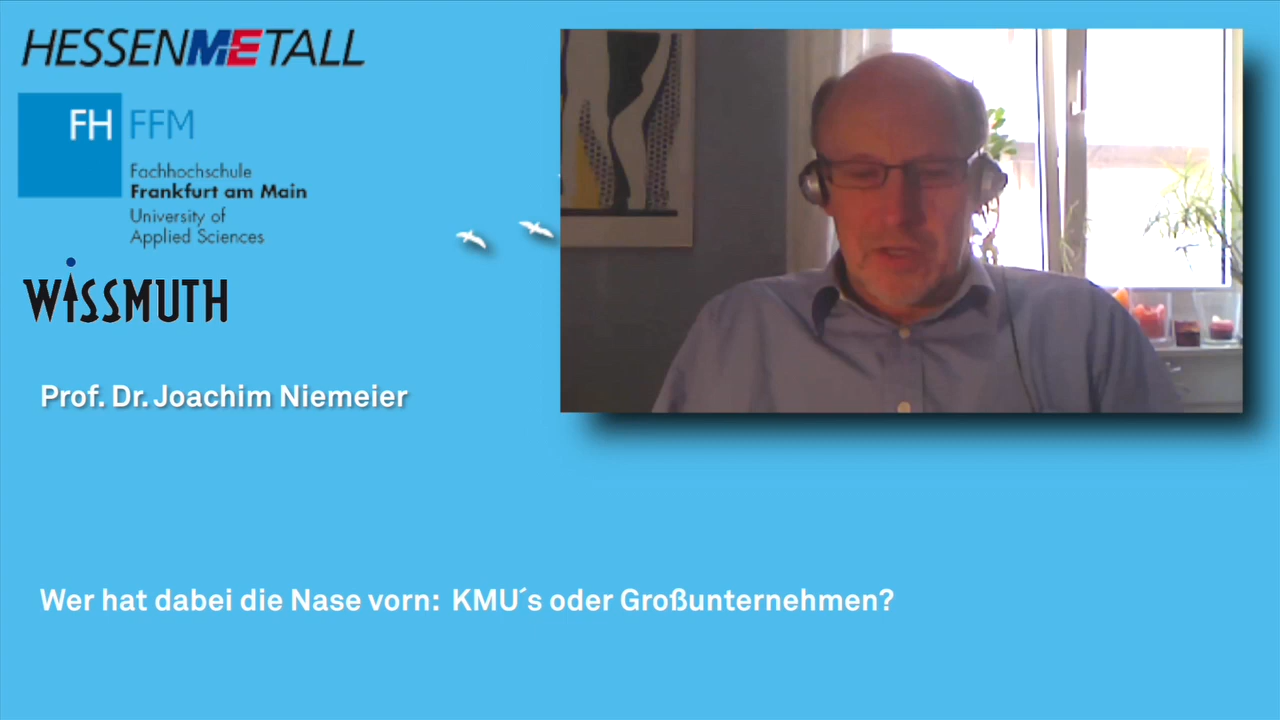 HESSENMETALL
FH FFM
Fachhochschule
Frankfurt am Main
University of
Applied Sciences
WISSMUTH
Prof. Dr. Joachim Niemeier
Wer hat dabei die Nase vorn: KMU´s oder Großunternehmen?